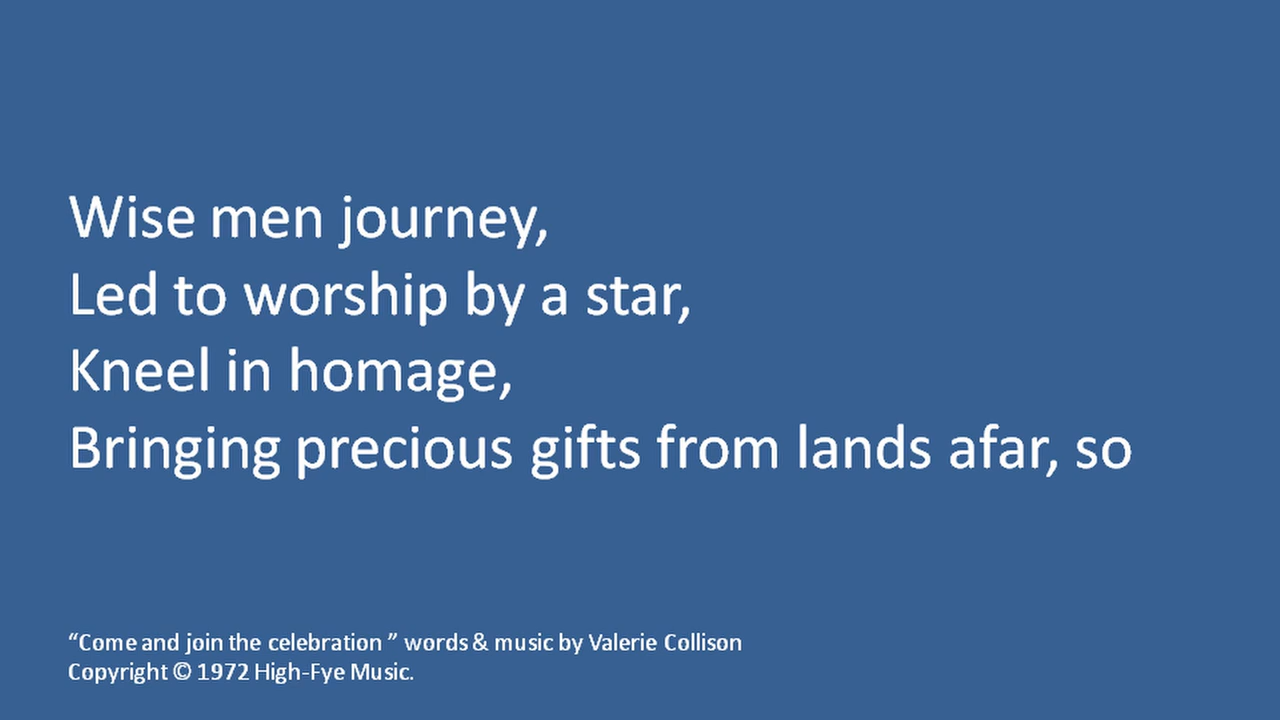 Wise men journey,
Led to worship by a star,
Kneel in homage,
Bringing precious gifts from lands afar, so
“Come and join the celebration ” words & music by Valerie Collison
Copyright © 1972 High-Fye Music.